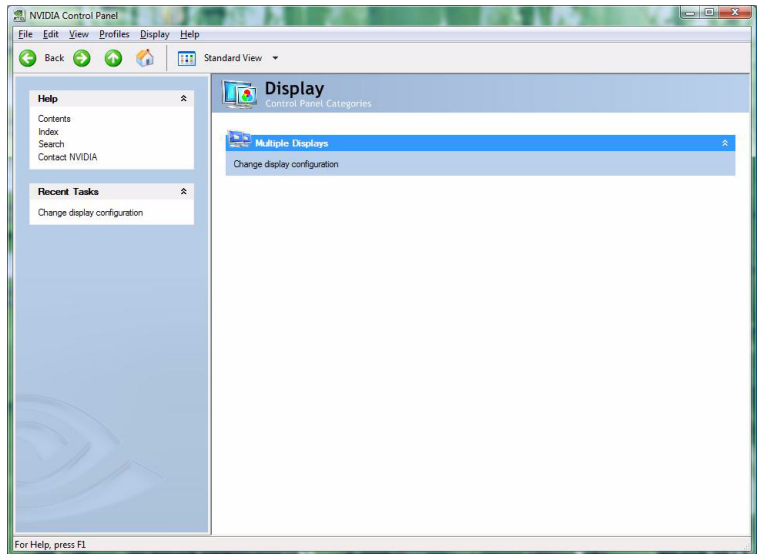 NVIDIA Control Panel
File Edit View Profiles Display Help
Back Standard View
Help
Contents
Index
Search
Contact NVIDIA
Recent Tasks
Change display configuration
Display
Control Panel Categories
Multiple Displays
Change display configuration
For Help, press F1